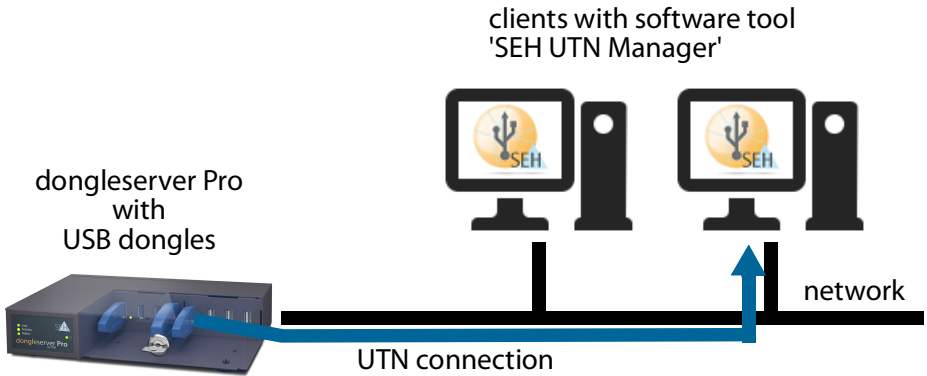 clients with software tool
'SEH UTN Manager'
SEH
SEH
dongleserver Pro
with
USB dongles
network
dongleserver Pro
UTN connection